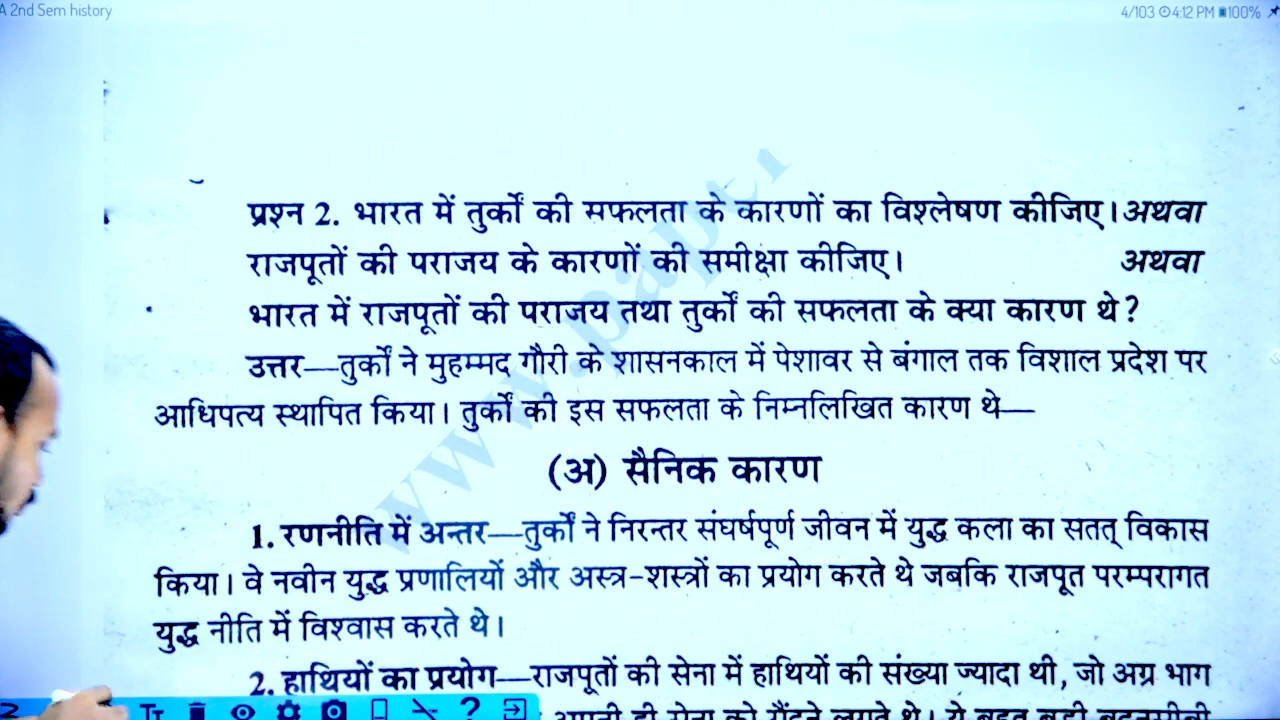 A 2nd Sem history
4/103 4:12 PM 100%
प्रश्न 2. भारत में तुर्कों की सफलता के कारणों का विश्लेषण कीजिए। अथवा
राजपूतों की पराजय के कारणों की समीक्षा कीजिए। अथवा
भारत में राजपूतों की पराजय तथा तुर्कों की सफलता के क्या कारण थे?
उत्तर—तुर्कों ने मुहम्मद गौरी के शासनकाल में पेशावर से बंगाल तक विशाल प्रदेश पर
आधिपत्य स्थापित किया। तुर्कों की इस सफलता के निम्नलिखित कारण थे—
(अ) सैनिक कारण
1. रणनीति में अन्तर—तुर्कों ने निरन्तर संघर्षपूर्ण जीवन में युद्ध कला का सतत् विकास
किया। वे नवीन युद्ध प्रणालियों और अस्त्र-शस्त्रों का प्रयोग करते थे जबकि राजपूत परम्परागत
युद्ध नीति में विश्वास करते थे।
2. हाथियों का प्रयोग—राजपूतों की सेना में हाथियों की संख्या ज्यादा थी, जो अग्र भाग